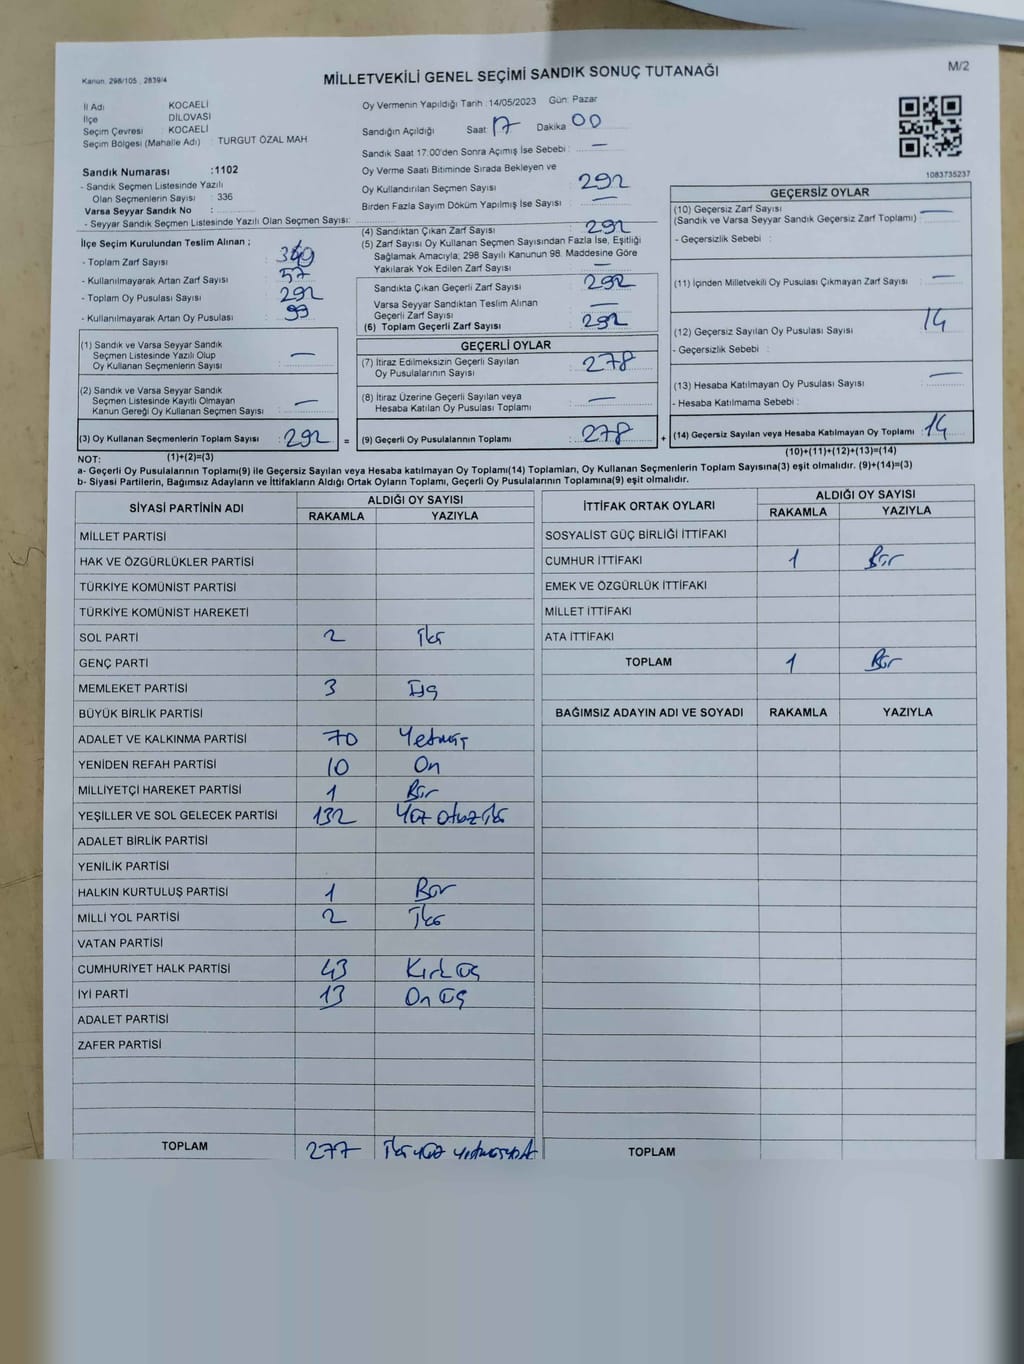 Kanun. 298/105 , 2839/4
MİLLETVEKİLİ GENEL SEÇİMİ SANDIK SONUÇ TUTANAĞI
M/2
İl Adı KOCAELİ
İlçe DİLOVASI
Seçim Çevresi : KOCAELİ
Seçim Bölgesi (Mahalle Adı) : TURGUT ÖZAL MAH
Sandık Numarası :1102
- Sandık Seçmen Listesinde Yazılı
Olan Seçmenlerin Sayısı : 336
Varsa Seyyar Sandık No :
- Seyyar Sandık Seçmen Listesinde Yazılı Olan Seçmen Sayısı:
İlçe Seçim Kurulundan Teslim Alınan ;
- Toplam Zarf Sayısı :
- Kullanılmayarak Artan Zarf Sayısı : 57
- Toplam Oy Pusulası Sayısı : 292
- Kullanılmayarak Artan Oy Pusulası : 99
(1) Sandık ve Varsa Seyyar Sandık
Seçmen Listesinde Yazılı Olup
Oy Kullanan Seçmenlerin Sayısı : —
(2) Sandık ve Varsa Seyyar Sandık
Seçmen Listesinde Kayıtlı Olmayan
Kanun Gereği Oy Kullanan Seçmen Sayısı : —
(3) Oy Kullanan Seçmenlerin Toplam Sayısı : 292 =
Oy Vermenin Yapıldığı Tarih :14/05/2023 Gün: Pazar
Sandığın Açıldığı Saat 17 Dakika 00
Sandık Saat 17:00'den Sonra Açımış İse Sebebi : —
Oy Verme Saati Bitiminde Sırada Bekleyen ve
Oy Kullandırılan Seçmen Sayısı : 292
Birden Fazla Sayım Döküm Yapılmış İse Sayısı : —
(4) Sandıktan Çıkan Zarf Sayısı : 292
(5) Zarf Sayısı Oy Kullanan Seçmen Sayısından Fazla İse, Eşitliği
Sağlamak Amacıyla; 298 Sayılı Kanunun 98. Maddesine Göre
Yakılarak Yok Edilen Zarf Sayısı : —
Sandıkta Çıkan Geçerli Zarf Sayısı : 292
Varsa Seyyar Sandıktan Teslim Alınan
Geçerli Zarf Sayısı : —
(6) Toplam Geçerli Zarf Sayısı : 292
GEÇERLİ OYLAR
(7) İtiraz Edilmeksizin Geçerli Sayılan
Oy Pusulalarının Sayısı : 278
(8) İtiraz Üzerine Geçerli Sayılan veya
Hesaba Katılan Oy Pusulası Toplamı : —
(9) Geçerli Oy Pusulalarının Toplamı : 278 +
1083735237
GEÇERSİZ OYLAR
(10) Geçersiz Zarf Sayısı
(Sandık ve Varsa Seyyar Sandık Geçersiz Zarf Toplamı) : —
- Geçersizlik Sebebi :
(11) İçinden Milletvekili Oy Pusulası Çıkmayan Zarf Sayısı : —
(12) Geçersiz Sayılan Oy Pusulası Sayısı : 14
- Geçersizlik Sebebi :
(13) Hesaba Katılmayan Oy Pusulası Sayısı : —
- Hesaba Katılmama Sebebi :
(14) Geçersiz Sayılan veya Hesaba Katılmayan Oy Toplamı : 14
NOT: (1)+(2)=(3) (10)+(11)+(12)+(13)=(14)
a- Geçerli Oy Pusulalarının Toplamı(9) ile Geçersiz Sayılan veya Hesaba katılmayan Oy Toplamı(14) Toplamları, Oy Kullanan Seçmenlerin Toplam Sayısına(3) eşit olmalıdır. (9)+(14)=(3)
b- Siyasi Partilerin, Bağımsız Adayların ve İttifakların Aldığı Ortak Oyların Toplamı, Geçerli Oy Pusulalarının Toplamına(9) eşit olmalıdır.
SİYASİ PARTİNİN ADI ALDIĞI OY SAYISI
RAKAMLA YAZIYLA
MİLLET PARTİSİ
HAK VE ÖZGÜRLÜKLER PARTİSİ
TÜRKİYE KOMÜNİST PARTİSİ
TÜRKİYE KOMÜNİST HAREKETİ
SOL PARTİ 2 İki
GENÇ PARTİ
MEMLEKET PARTİSİ 3 Üç
BÜYÜK BİRLİK PARTİSİ
ADALET VE KALKINMA PARTİSİ 70 Yetmiş
YENİDEN REFAH PARTİSİ 10 On
MİLLİYETÇİ HAREKET PARTİSİ 1 Bir
YEŞİLLER VE SOL GELECEK PARTİSİ 132 Yüz otuz iki
ADALET BİRLİK PARTİSİ
YENİLİK PARTİSİ
HALKIN KURTULUŞ PARTİSİ 1 Bir
MİLLİ YOL PARTİSİ 2 İki
VATAN PARTİSİ
CUMHURİYET HALK PARTİSİ 43 Kırk üç
İYİ PARTİ 13 On üç
ADALET PARTİSİ
ZAFER PARTİSİ
TOPLAM 277 İki yüz yetmiş yedi
İTTİFAK ORTAK OYLARI ALDIĞI OY SAYISI
RAKAMLA YAZIYLA
SOSYALİST GÜÇ BİRLİĞİ İTTİFAKI
CUMHUR İTTİFAKI 1 Bir
EMEK VE ÖZGÜRLÜK İTTİFAKI
MİLLET İTTİFAKI
ATA İTTİFAKI
TOPLAM 1 Bir
BAĞIMSIZ ADAYIN ADI VE SOYADI RAKAMLA YAZIYLA
TOPLAM